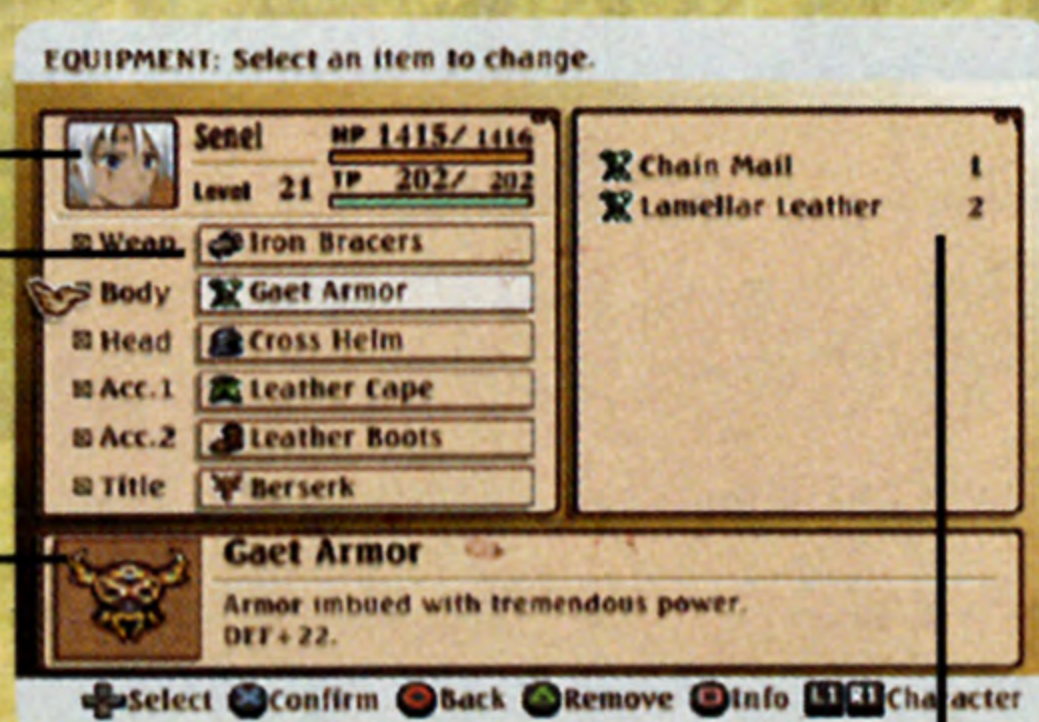 EQUIPMENT: Select an item to change.
Senel HP 1415/ 1416
Level 21 TP 202/ 202
Weap Iron Bracers
Body Gaet Armor
Head Cross Helm
Acc.1 Leather Cape
Acc.2 Leather Boots
Title Berserk
Chain Mail 1
Lamellar Leather 2
Gaet Armor
Armor imbued with tremendous power.
DEF+22.
Select Confirm Back Remove Info L1 R1 Character